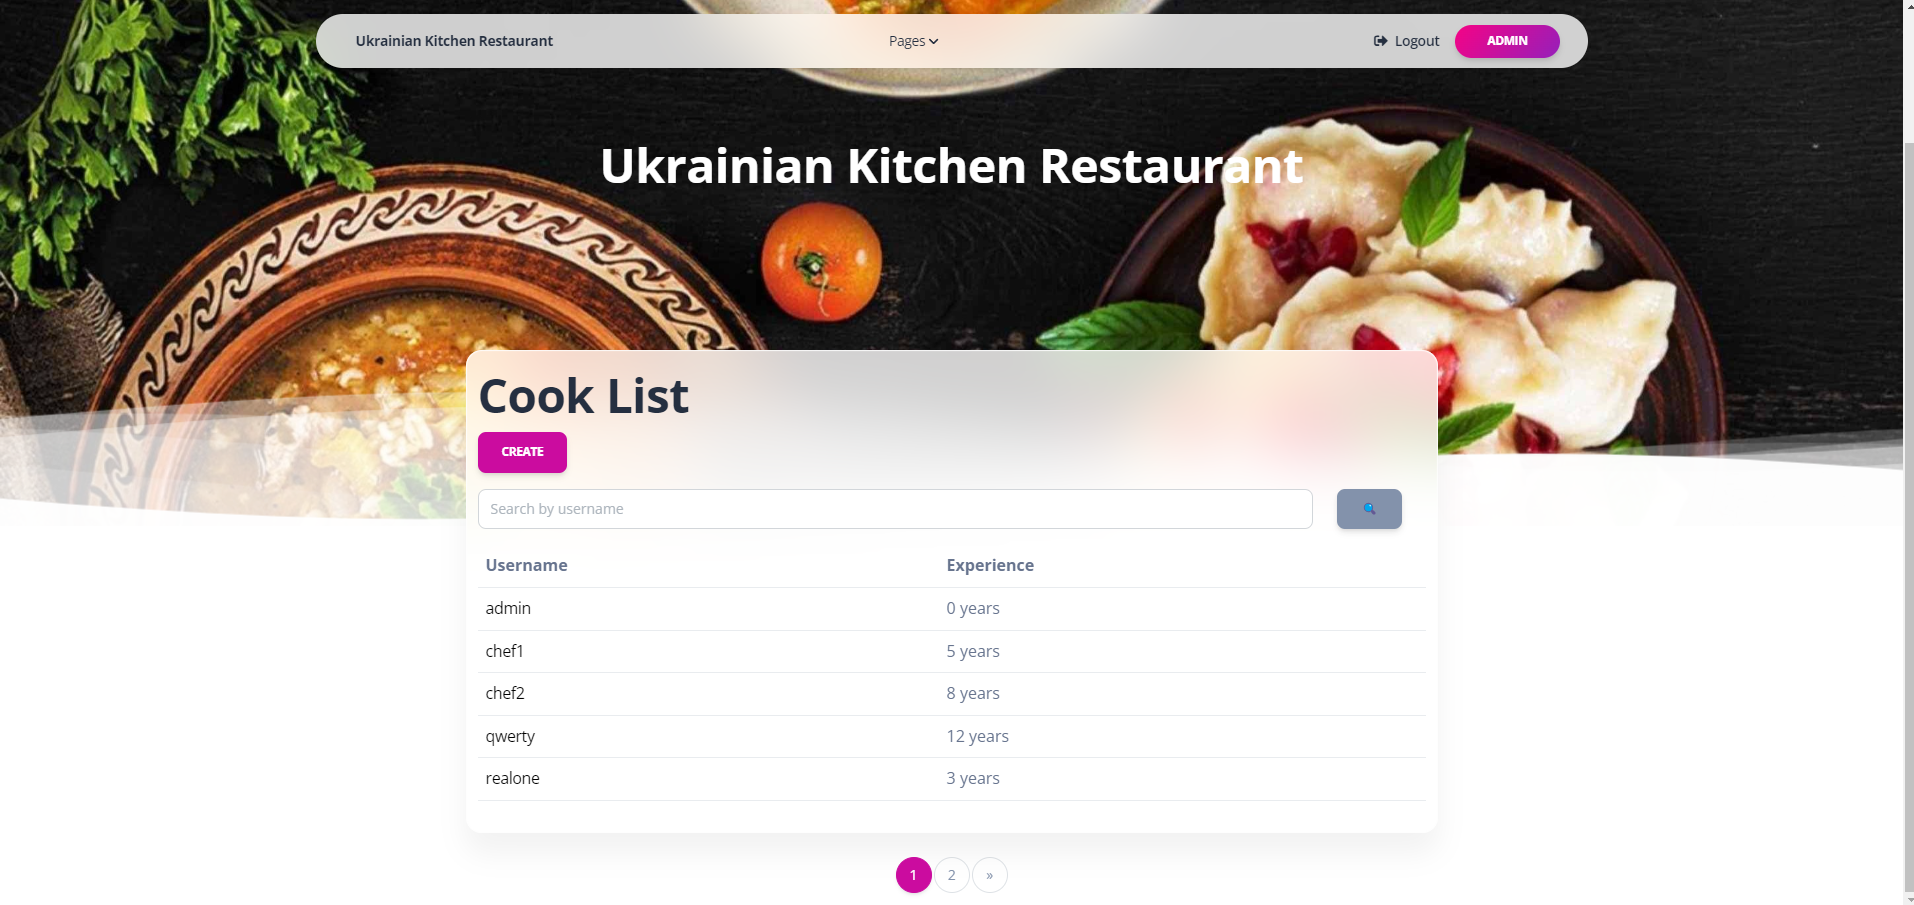 Ukrainian Kitchen Restaurant
Pages
Logout
ADMIN
Ukrainian Kitchen Restaurant
Cook List
CREATE
Search by username
Username Experience
admin 0 years
chef1 5 years
chef2 8 years
qwerty 12 years
realone 3 years
1 2 »